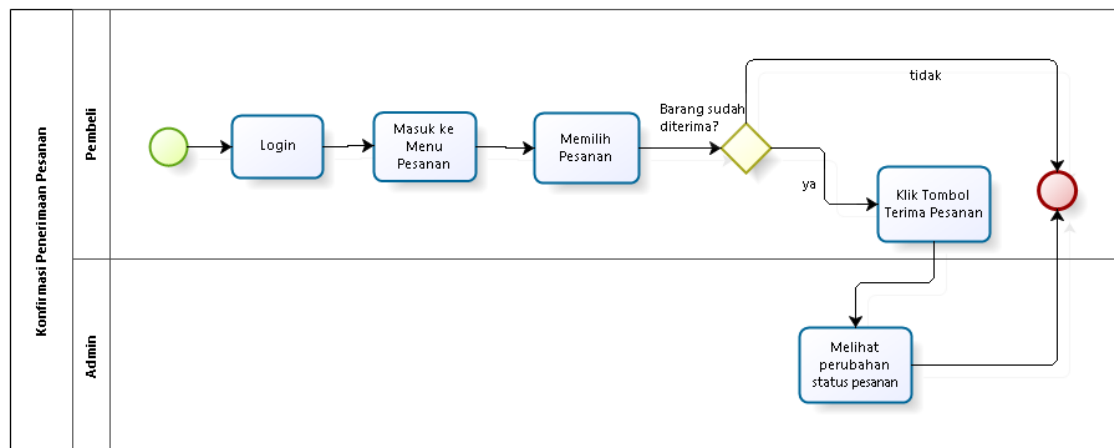 Konfirmasi Penerimaan Pesanan
Pembeli
Login
Masuk ke
Menu
Pesanan
Memilih
Pesanan
Barang sudah
diterima?
tidak
ya
Klik Tombol
Terima Pesanan
Admin
Melihat
perubahan
status pesanan